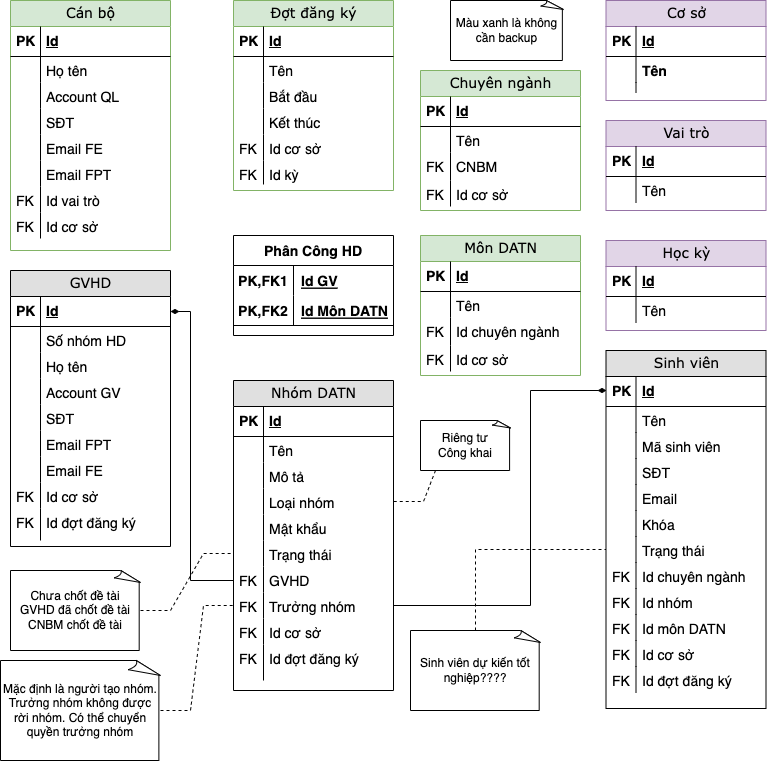 Cán bộ
PK Id
Họ tên
Account QL
SĐT
Email FE
Email FPT
FK Id vai trò
FK Id cơ sở
Đợt đăng ký
PK Id
Tên
Bắt đầu
Kết thúc
FK Id cơ sở
FK Id kỳ
Màu xanh là không
cần backup
Chuyên ngành
PK Id
Tên
FK CNBM
FK Id cơ sở
Cơ sở
PK Id
Tên
Vai trò
PK Id
Tên
Phân Công HD
PK,FK1 Id GV
PK,FK2 Id Môn DATN
Môn DATN
PK Id
Tên
FK Id chuyên ngành
FK Id cơ sở
Học kỳ
PK Id
Tên
GVHD
PK Id
Số nhóm HD
Họ tên
Account GV
SĐT
Email FPT
Email FE
FK Id cơ sở
FK Id đợt đăng ký
Nhóm DATN
PK Id
Tên
Mô tả
Loại nhóm
Mật khẩu
Trạng thái
FK GVHD
FK Trưởng nhóm
FK Id cơ sở
FK Id đợt đăng ký
Riêng tư
Công khai
Sinh viên
PK Id
Tên
Mã sinh viên
SĐT
Email
Khóa
Trạng thái
FK Id chuyên ngành
FK Id nhóm
FK Id môn DATN
FK Id cơ sở
FK Id đợt đăng ký
Chưa chốt đề tài
GVHD đã chốt đề tài
CNBM chốt đề tài
Mặc định là người tạo nhóm.
Trưởng nhóm không được
rời nhóm. Có thể chuyển
quyền trưởng nhóm
Sinh viên dự kiến tốt
nghiệp????